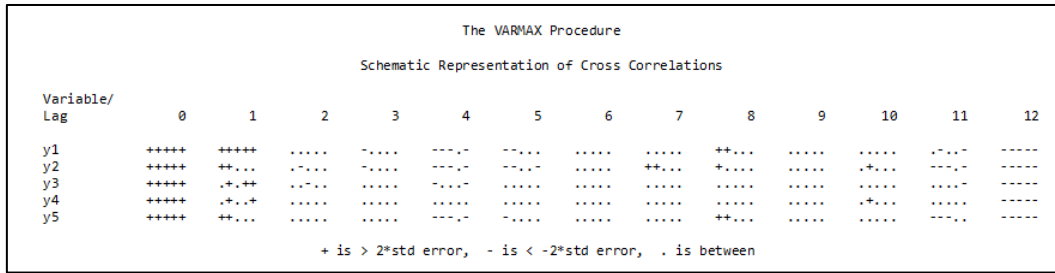 The VARMAX Procedure
Schematic Representation of Cross Correlations
Variable/
Lag 0 1 2 3 4 5 6 7 8 9 10 11 12
y1 +++++ +++++ ..... -.... ---.- --... ..... ..... ++... ..... ..... .-..- -----
y2 +++++ ++... .-... -.... ---.- --..- ..... ++... +.... ..... .+... ---.- -----
y3 +++++ .+.++ ..-.. ..... -...- ..... ..... ..... ..... ..... ..... ....- -----
y4 +++++ .+..+ ..... ..... ..... ..... ..... ..... ..... ..... .+... ..... -----
y5 +++++ ++... ..... ..... ---.- -.... ..... ..... ++... ..... ..... ---.. -----
+ is > 2*std error, - is < -2*std error, . is between